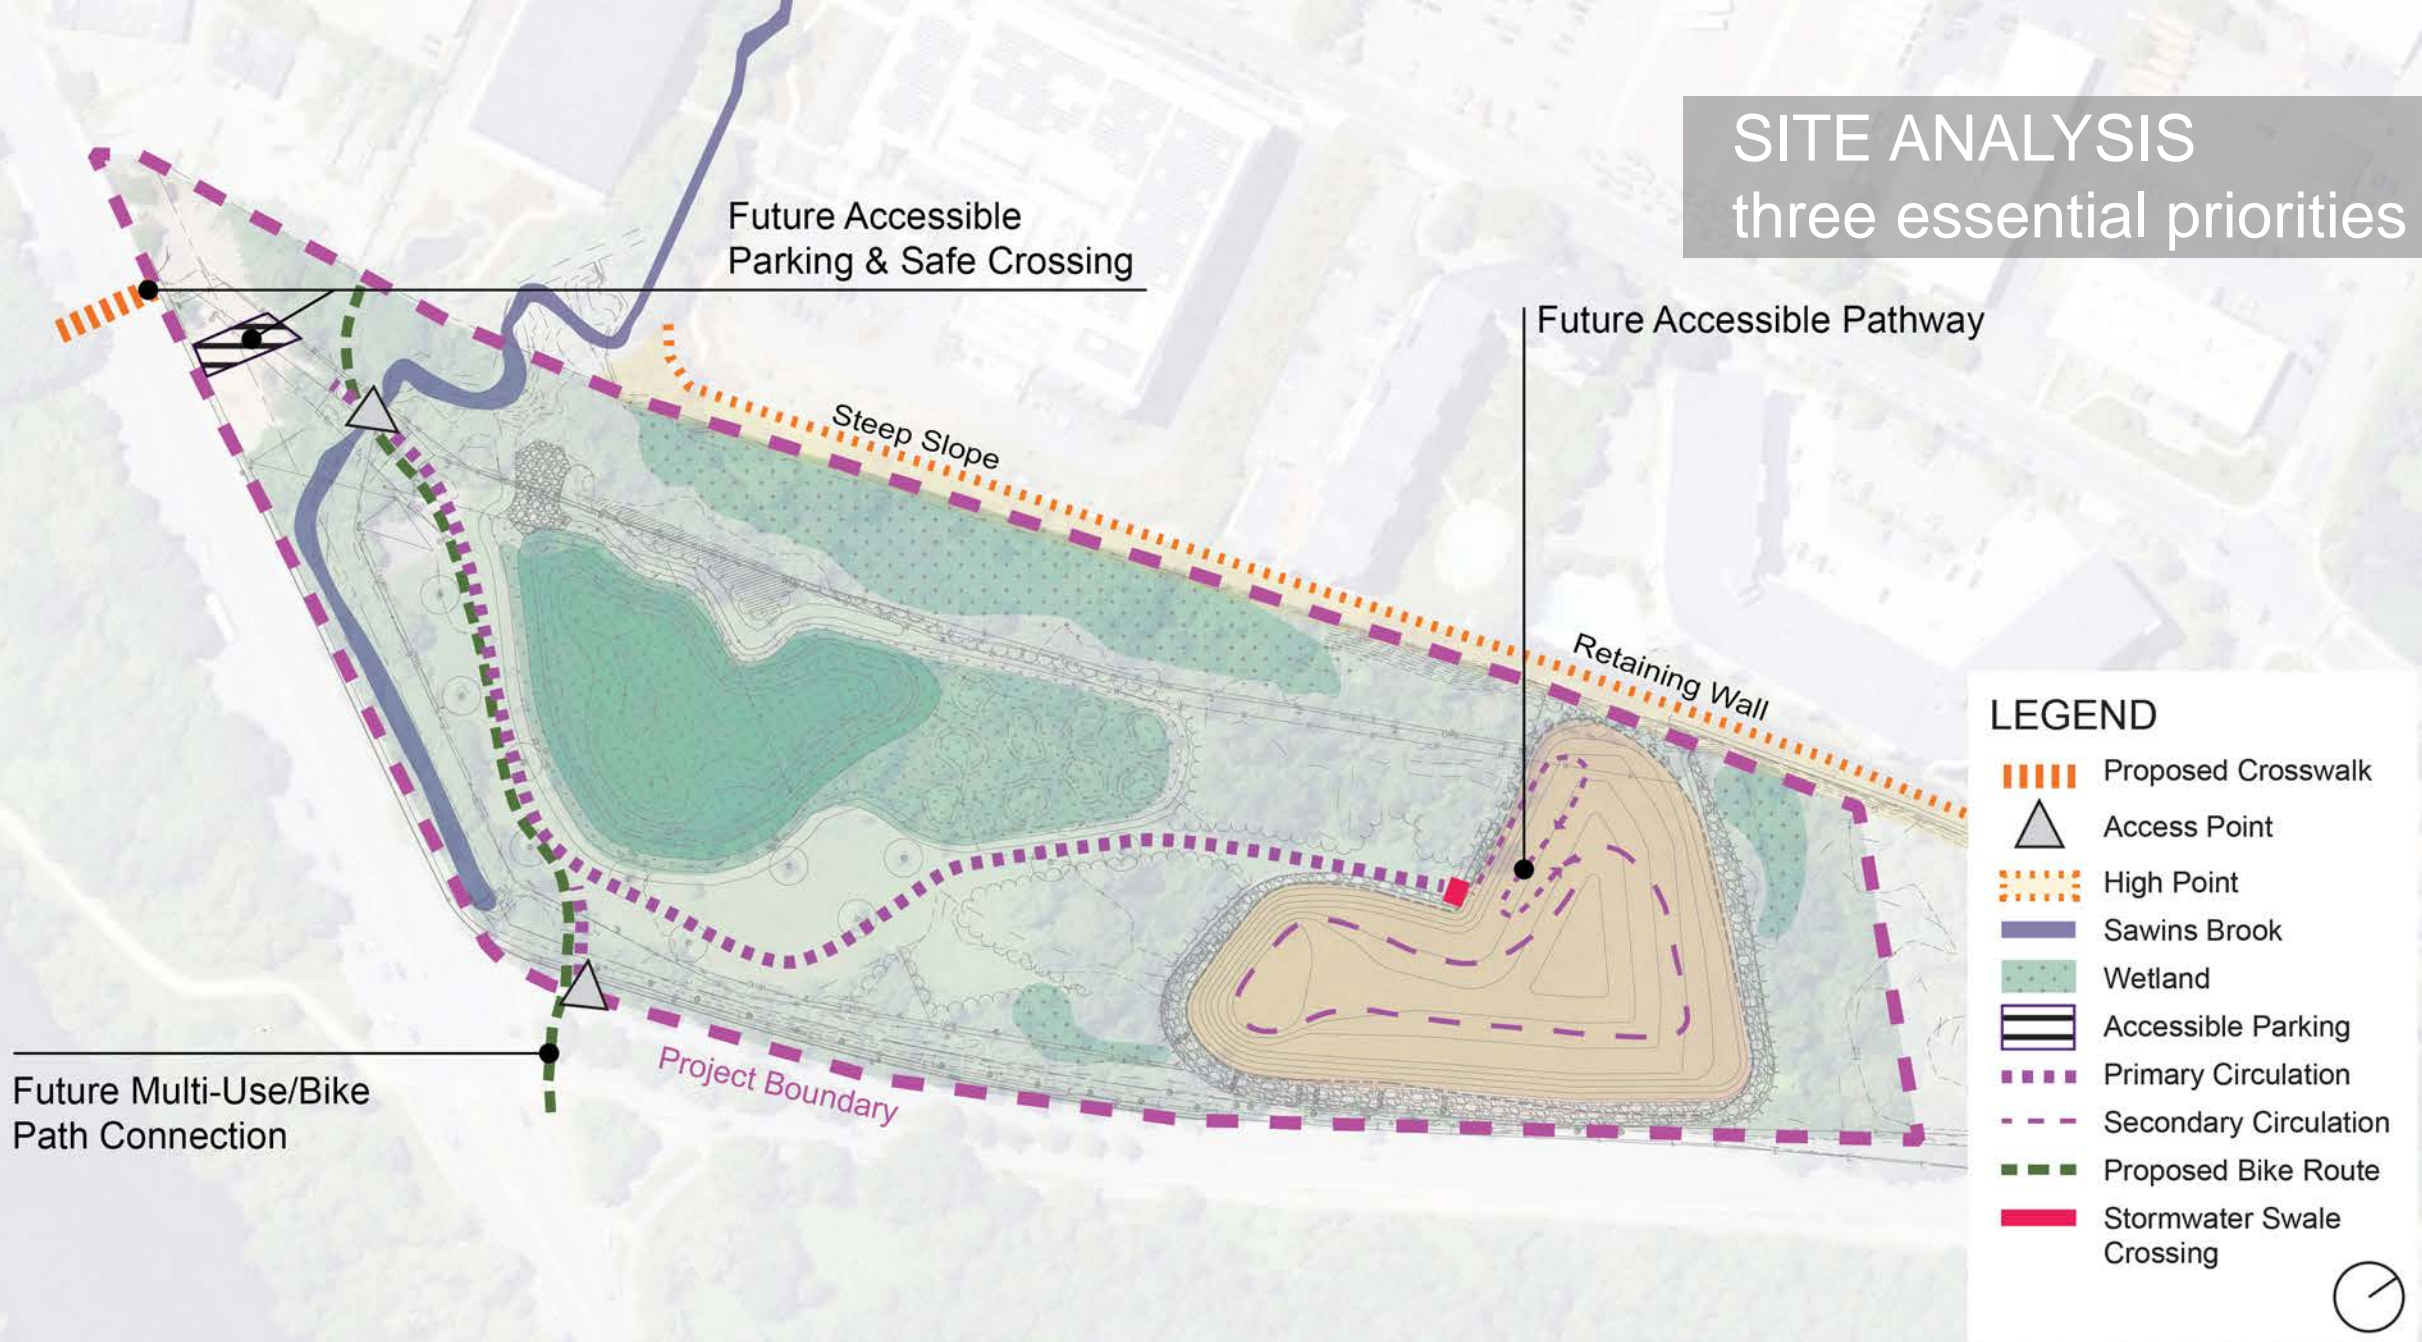 SITE ANALYSIS
three essential priorities
Future Accessible
Parking & Safe Crossing
Future Accessible Pathway
Steep Slope
Retaining Wall
Project Boundary
Future Multi-Use/Bike
Path Connection
LEGEND
Proposed Crosswalk
Access Point
High Point
Sawins Brook
Wetland
Accessible Parking
Primary Circulation
Secondary Circulation
Proposed Bike Route
Stormwater Swale
Crossing